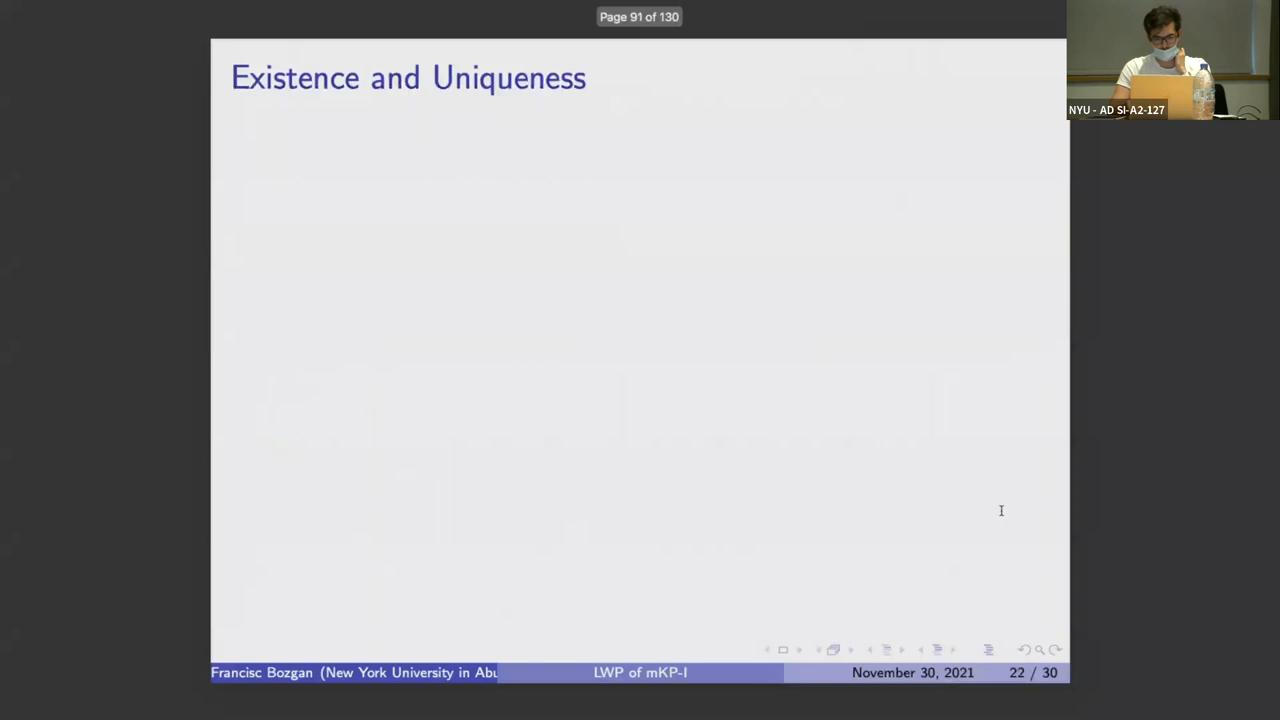 Page 91 of 130
Existence and Uniqueness
NYU - AD SI-A2-127
Francisc Bozgan (New York University in Abu
LWP of mKP-I
November 30, 2021
22 / 30